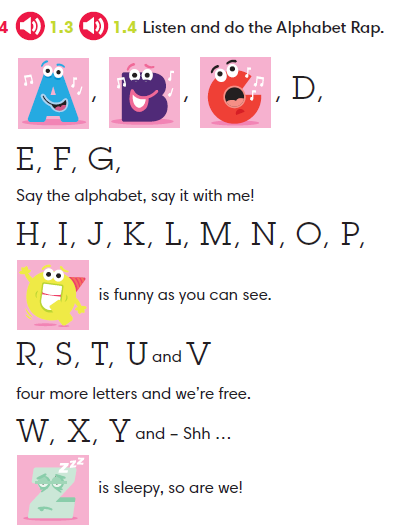 4 1.3 1.4 Listen and do the Alphabet Rap.
A, B, C, D,
E, F, G,
Say the alphabet, say it with me!
H, I, J, K, L, M, N, O, P,
Q is funny as you can see.
R, S, T, U and V
four more letters and we're free.
W, X, Y and – Shh ...
zzz
Z is sleepy, so are we!